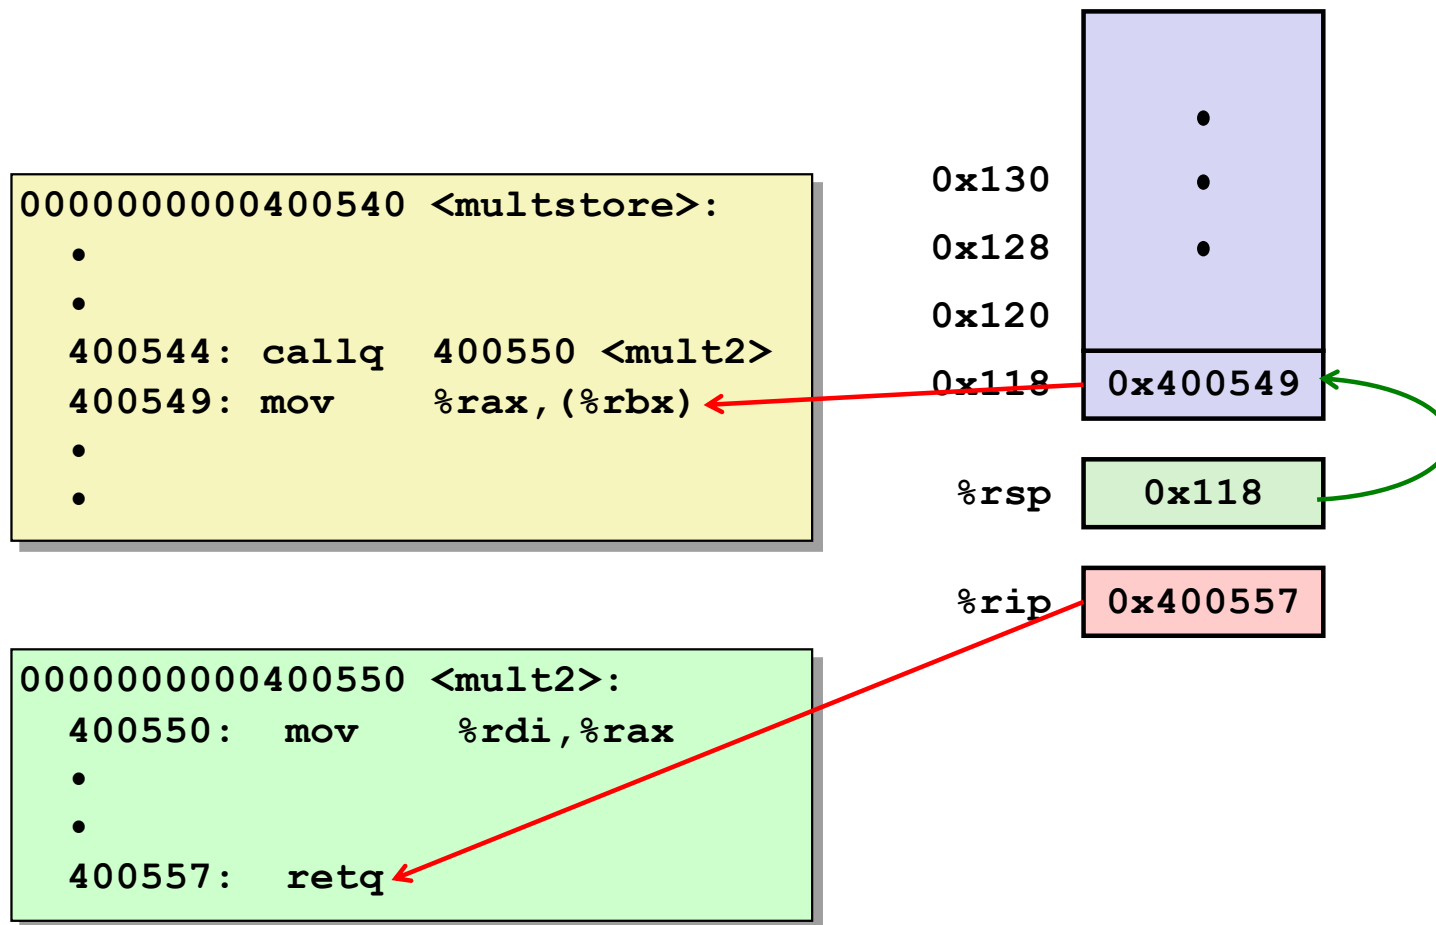 0000000000400540 <multstore>:
•
•
400544: callq 400550 <mult2>
400549: mov %rax,(%rbx)
•
•
0000000000400550 <mult2>:
400550: mov %rdi,%rax
•
•
400557: retq
•
0x130 •
0x128 •
0x120
0x118 0x400549
%rsp 0x118
%rip 0x400557